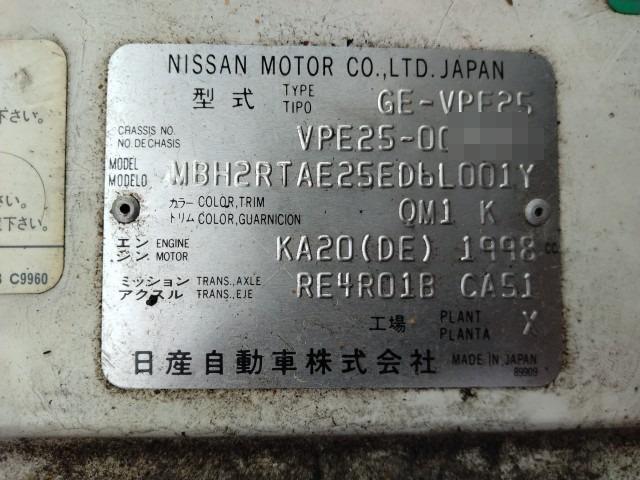 NISSAN MOTOR CO.,LTD. JAPAN
型式 TYPE TIPO GE-VPE25
CHASSIS NO. NO.DECHASIS VPE25-00
MODEL MODELO MBH2RTAE25ED6L001Y
カラー COLOR,TRIM トリム COLOR,GUARNICION QM1 K
エンジン ENGINE MOTOR KA20(DE) 1998 CC
ミッション TRANS.,AXLE アクスル TRANS.,EJE RE4R01B CA51
工場 PLANT PLANTA X
日産自動車株式会社 MADE IN JAPAN
89909
下さい。
さい。
下さい。
C9960